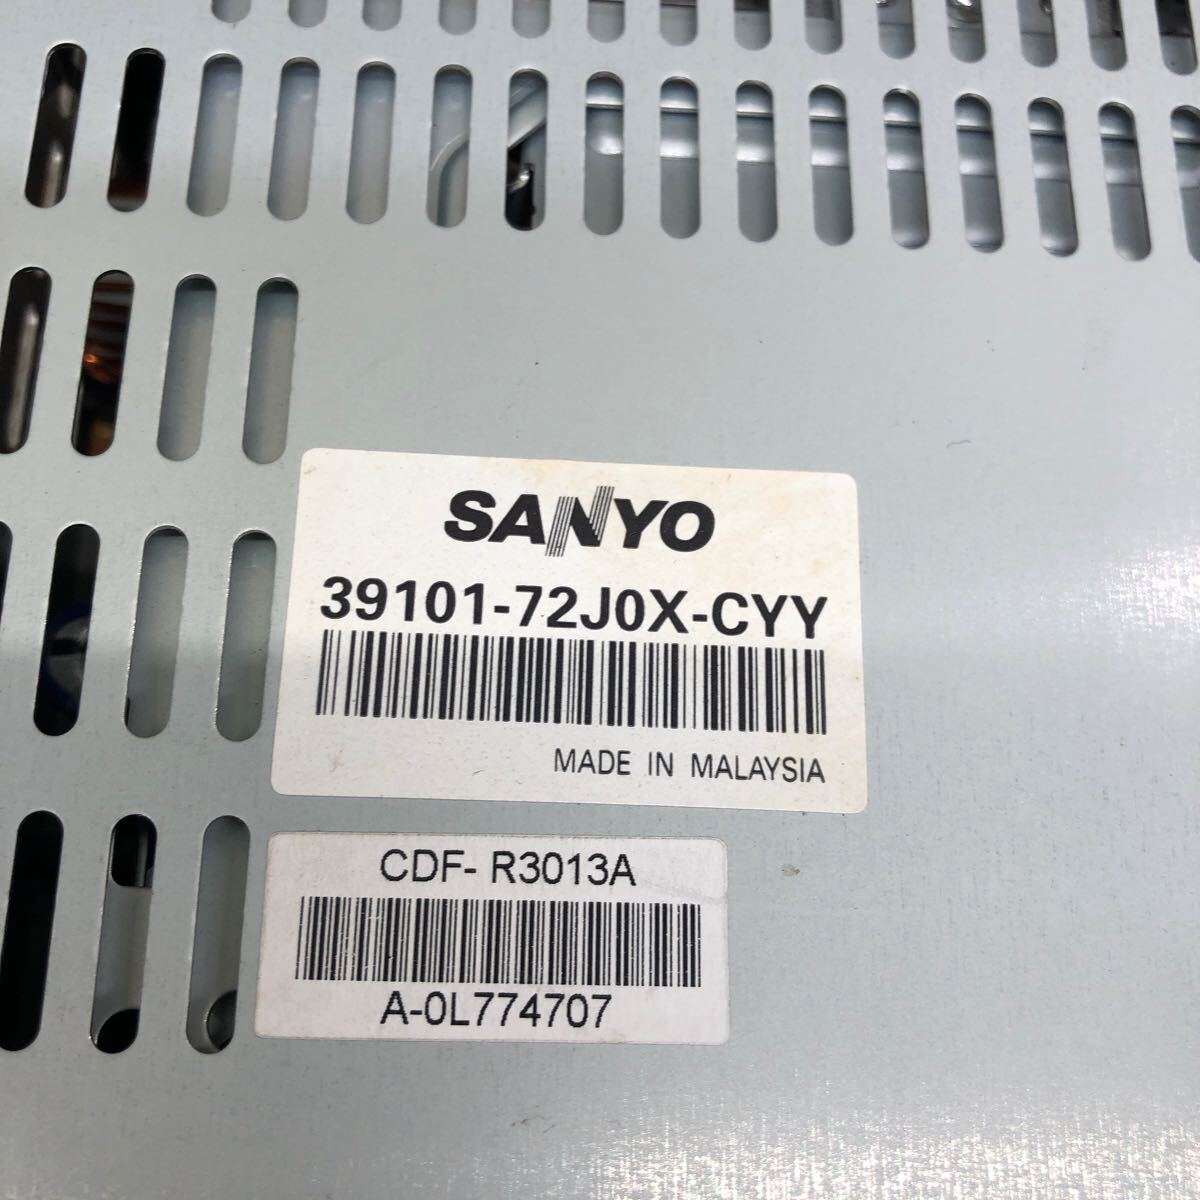 SANYO
39101-72J0X-CYY
MADE IN MALAYSIA
CDF- R3013A
A-0L774707